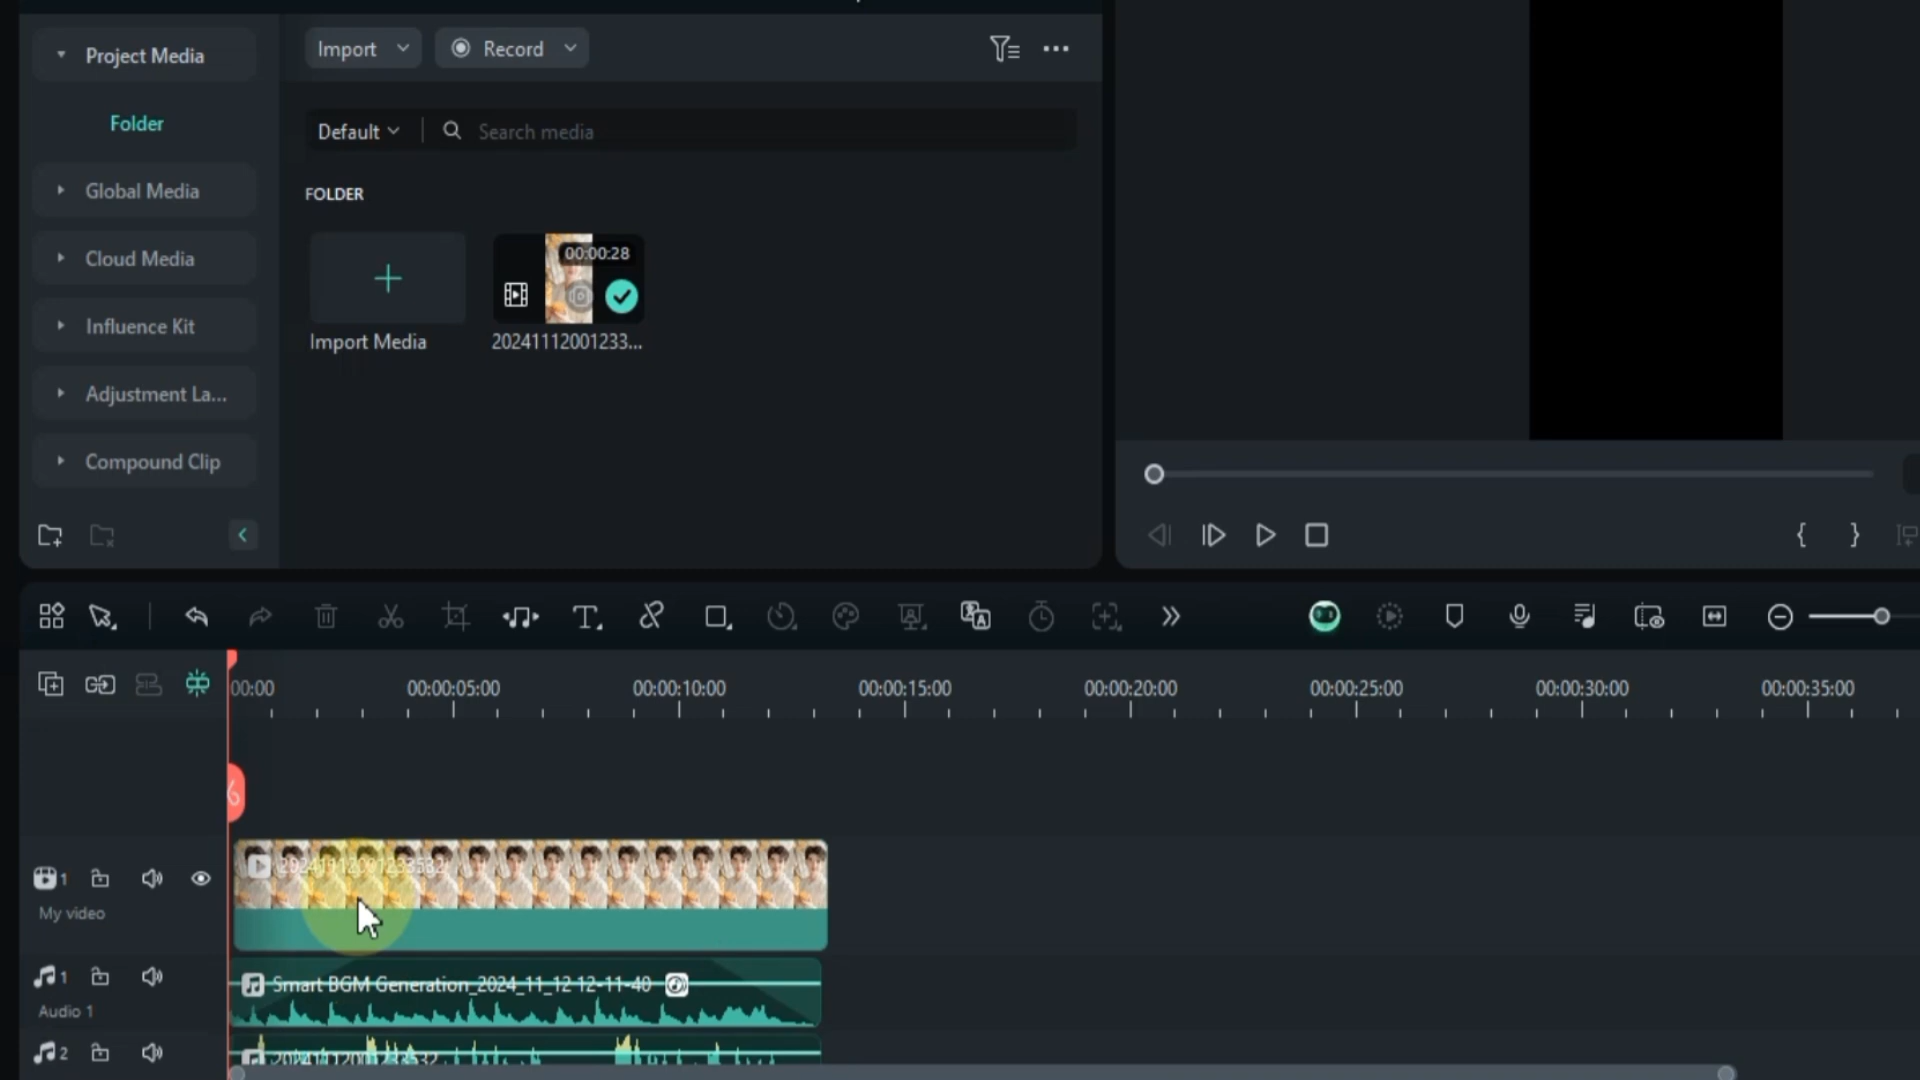 Project Media
Import
Record
Folder
Default
Search media
Global Media
FOLDER
Cloud Media
00:00:28
Influence Kit
Import Media
20241112001233...
Adjustment La...
Compound Clip
00:00
00:00:05:00
00:00:10:00
00:00:15:00
00:00:20:00
00:00:25:00
00:00:30:00
00:00:35:00
1
20241112001233532
My video
1
Smart BGM Generation_2024_11_12 12-11-40
Audio 1
2
20241112001233532